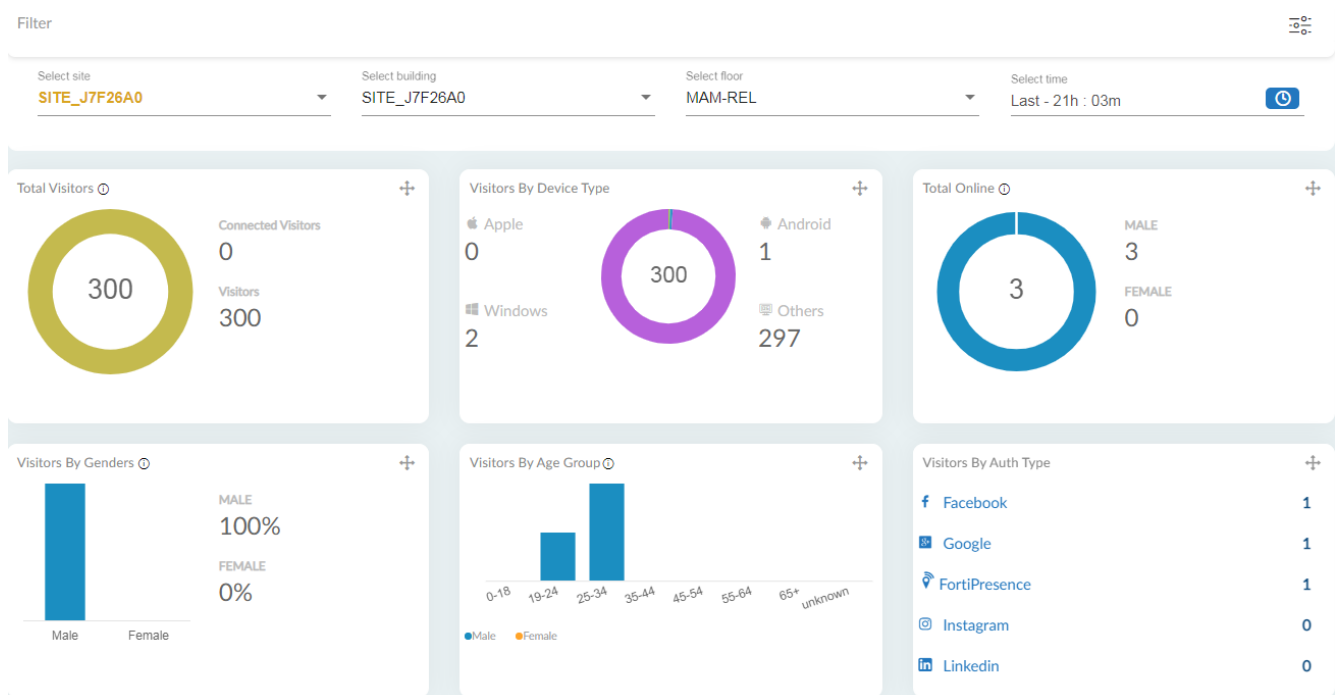 Filter
Select site
SITE_J7F26A0
Select building
SITE_J7F26A0
Select floor
MAM-REL
Select time
Last - 21h : 03m
Total Visitors
300
Connected Visitors
0
Visitors
300
Visitors By Device Type
Apple
0
Windows
2
300
Android
1
Others
297
Total Online
3
MALE
3
FEMALE
0
Visitors By Genders
Male
Female
MALE
100%
FEMALE
0%
Visitors By Age Group
0-18
19-24
25-34
35-44
45-54
55-64
65+
unknown
Male
Female
Visitors By Auth Type
Facebook 1
Google 1
FortiPresence 1
Instagram 0
Linkedin 0